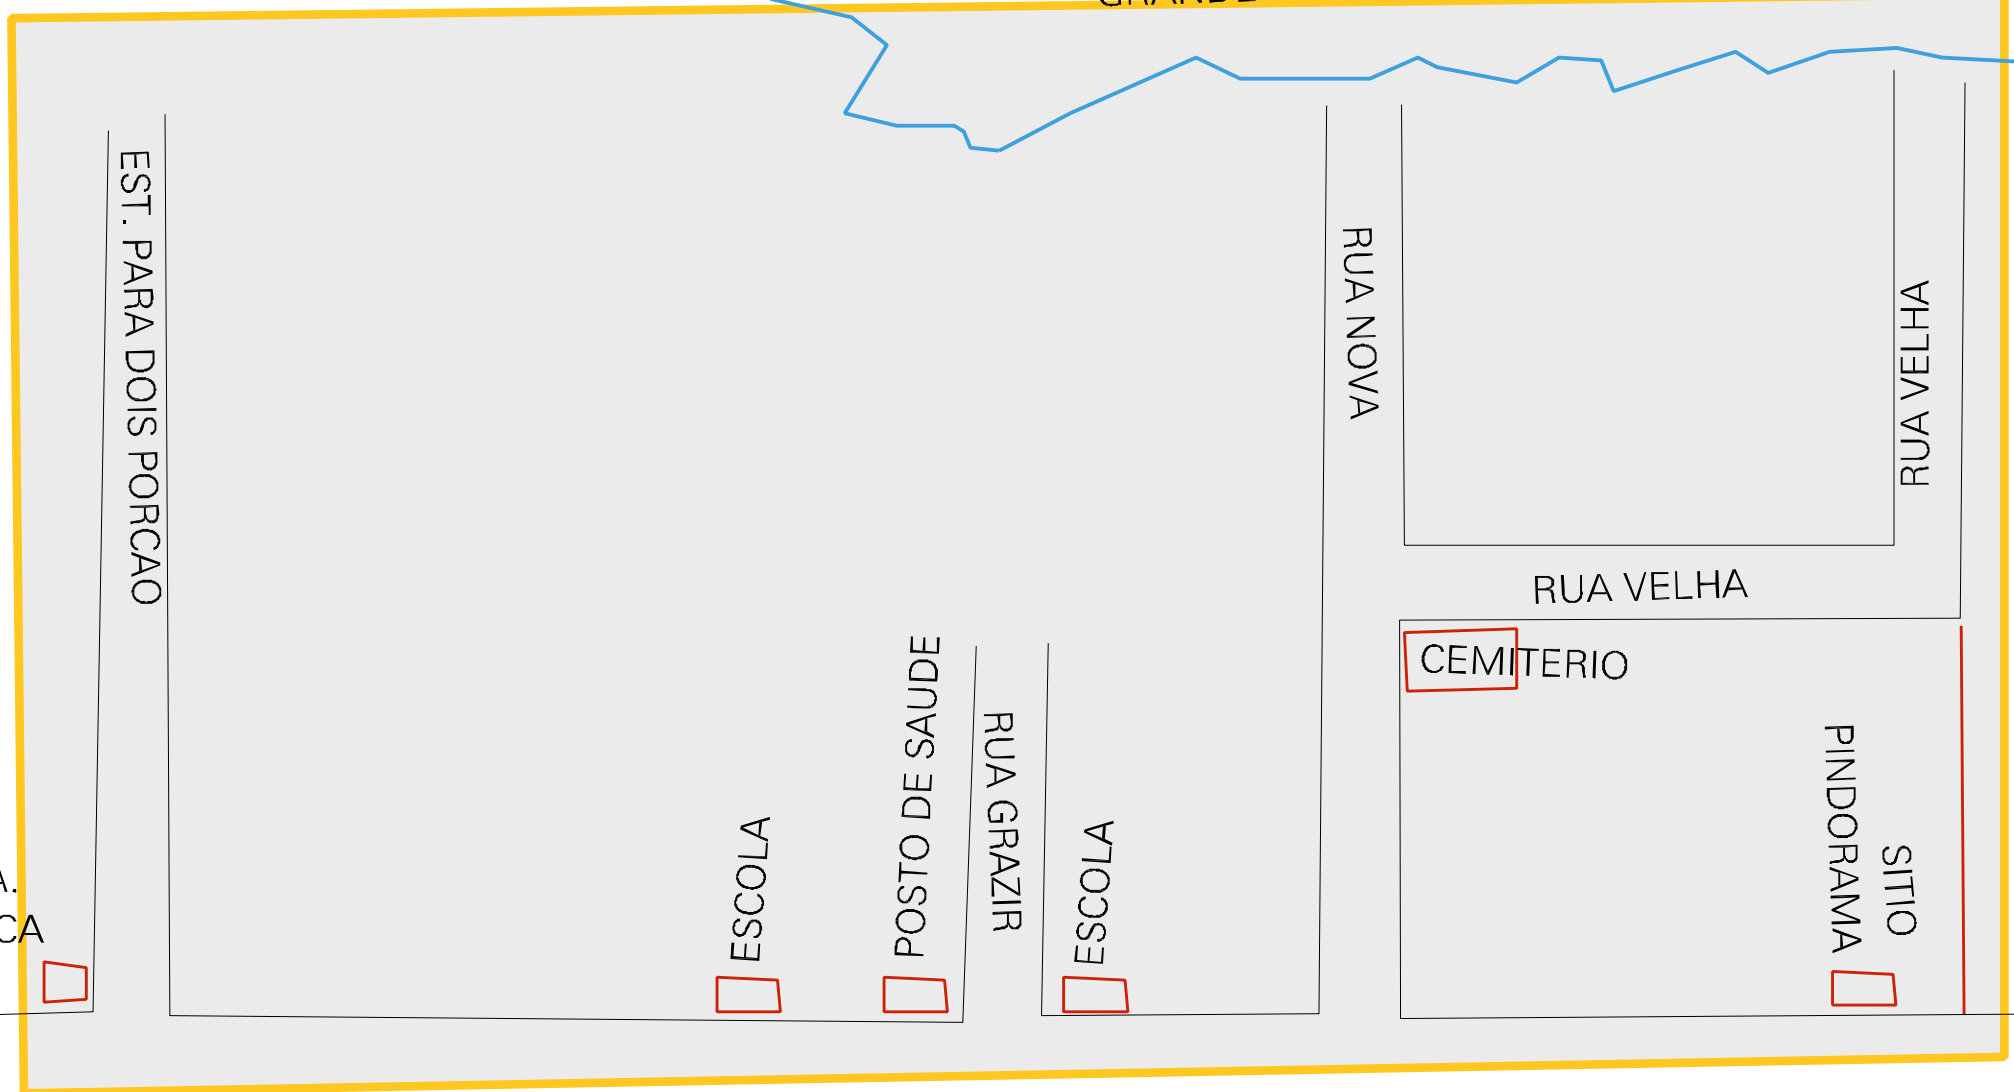 EST. PARA DOIS PORCAO
RUA NOVA
RUA VELHA
RUA VELHA
CEMITERIO
POSTO DE SAUDE
RUA GRAZIR
ESCOLA
ESCOLA
SITIO
PINDORAMA
A.
CA